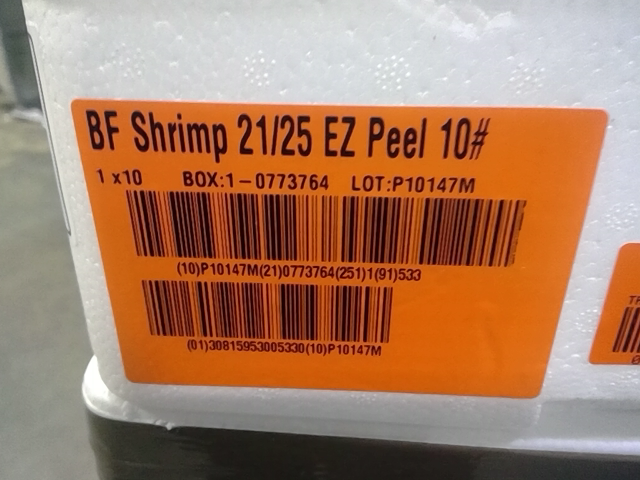 BF Shrimp 21/25 EZ Peel 10#
1 x10 BOX:1-0773764 LOT:P10147M
(10)P10147M(21)0773764(251)1(91)533
(01)30815953005330(10)P10147M